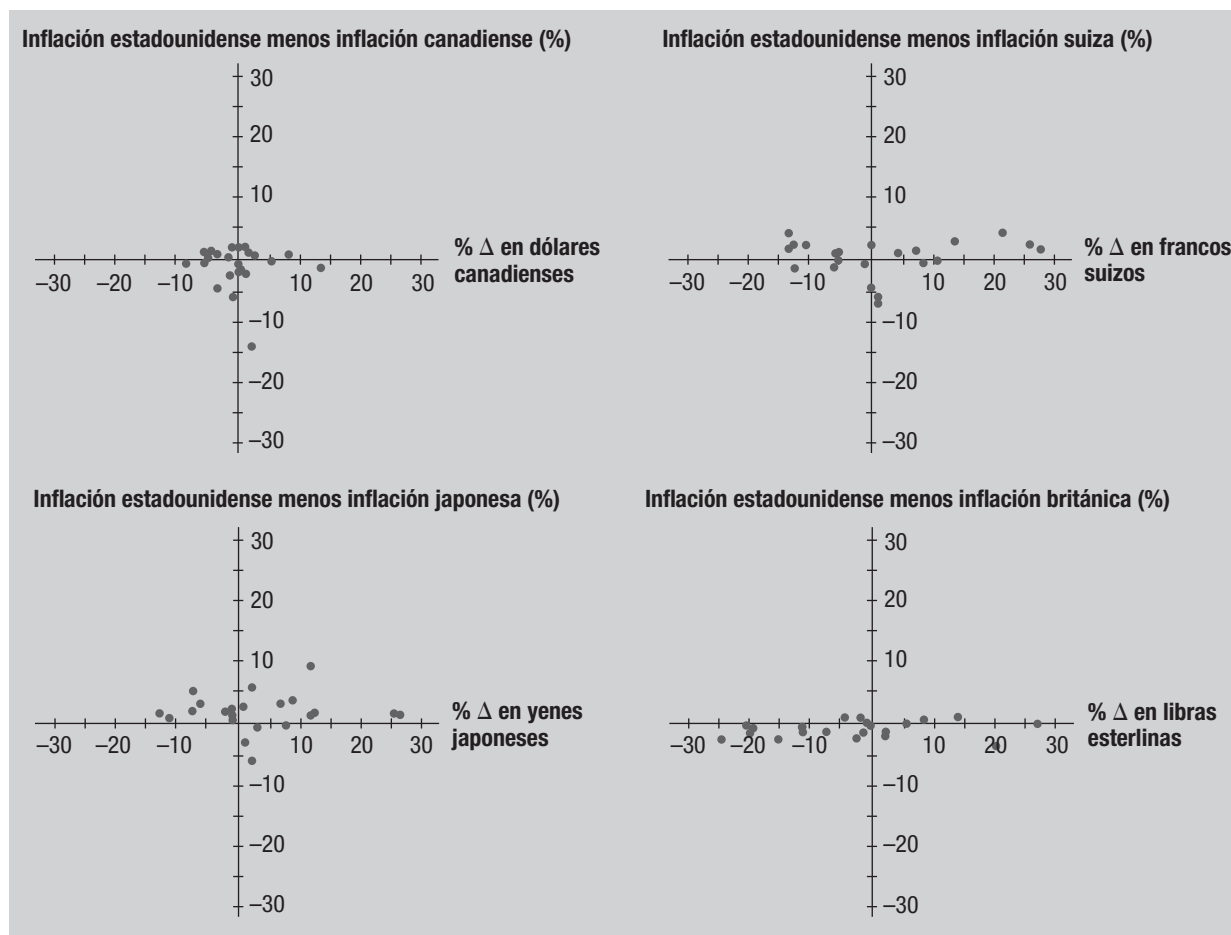 Inflación estadounidense menos inflación canadiense (%)
30
20
10
% Δ en dólares
canadienses
–30 –20 –10 10 20 30
–10
–20
–30
Inflación estadounidense menos inflación suiza (%)
30
20
10
% Δ en francos
suizos
–30 –20 –10 10 20 30
–10
–20
–30
Inflación estadounidense menos inflación japonesa (%)
30
20
10
% Δ en yenes
japoneses
–30 –20 –10 10 20 30
–10
–20
–30
Inflación estadounidense menos inflación británica (%)
30
20
10
% Δ en libras
esterlinas
–30 –20 –10 10 20 30
–10
–20
–30